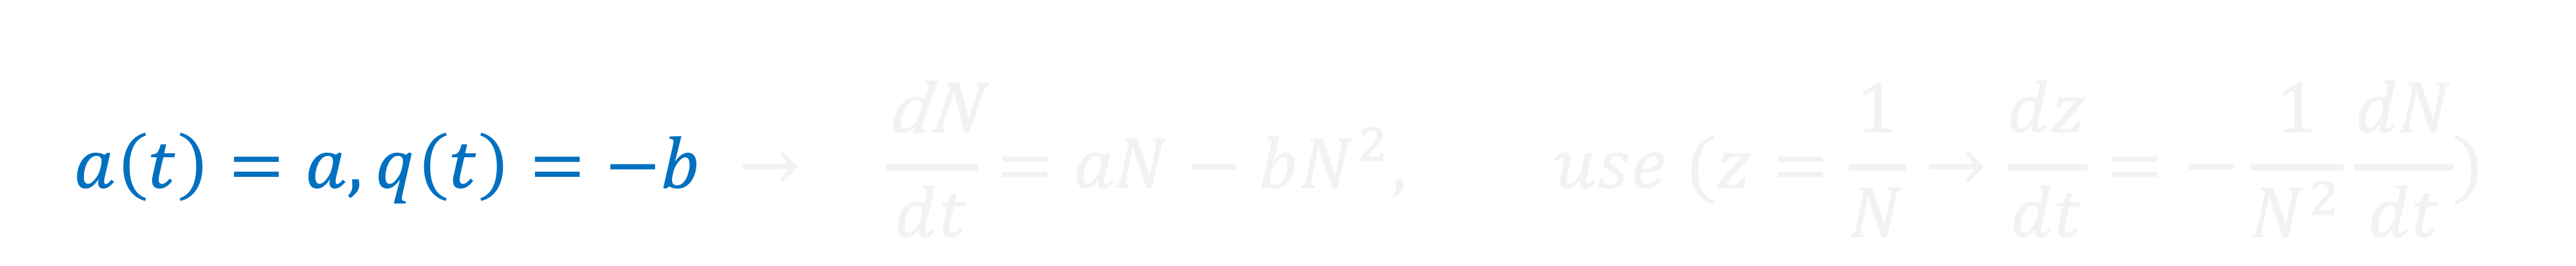 a(t) = a, q(t) = −b → dN/dt = aN − bN², use (z = 1/N → dz/dt = − 1/N² dN/dt)